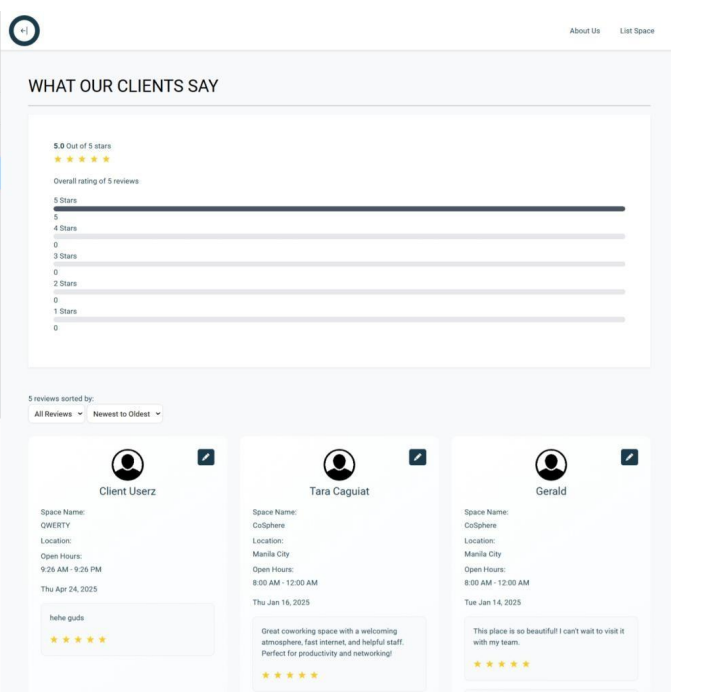 About Us List Space
WHAT OUR CLIENTS SAY
5.0 Out of 5 stars
Overall rating of 5 reviews
5 Stars
5
4 Stars
0
3 Stars
0
2 Stars
0
1 Stars
0
5 reviews sorted by:
All Reviews Newest to Oldest
Client Userz
Space Name:
QWERTY
Location:
Open Hours:
9:26 AM - 9:26 PM
Thu Apr 24, 2025
hehe guds
Tara Caguiat
Space Name:
CoSphere
Location:
Manila City
Open Hours:
8:00 AM - 12:00 AM
Thu Jan 16, 2025
Great coworking space with a welcoming
atmosphere, fast internet, and helpful staff.
Perfect for productivity and networking!
Gerald
Space Name:
CoSphere
Location:
Manila City
Open Hours:
8:00 AM - 12:00 AM
Tue Jan 14, 2025
This place is so beautiful! I can't wait to visit it
with my team.